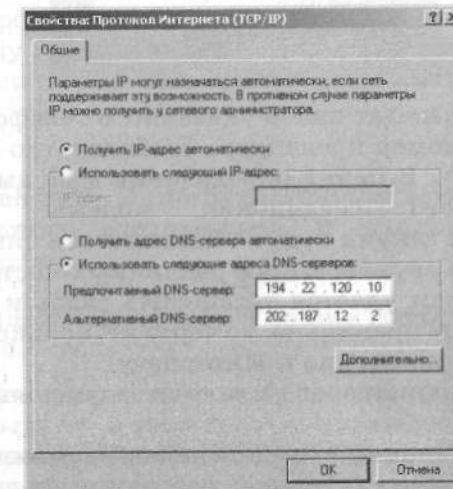 Свойства: Протокол Интернета (TCP/IP)
Общие
Параметры IP могут назначаться автоматически, если сеть
поддерживает эту возможность. В противном случае параметры
IP можно получить у сетевого администратора.
Получить IP-адрес автоматически
Использовать следующий IP-адрес:
IP-адрес:
Получить адрес DNS-сервера автоматически
Использовать следующие адреса DNS-серверов:
Предпочитаемый DNS-сервер: 194 . 22 . 120 . 10
Альтернативный DNS-сервер: 202 . 187 . 12 . 2
Дополнительно...
OK Отмена